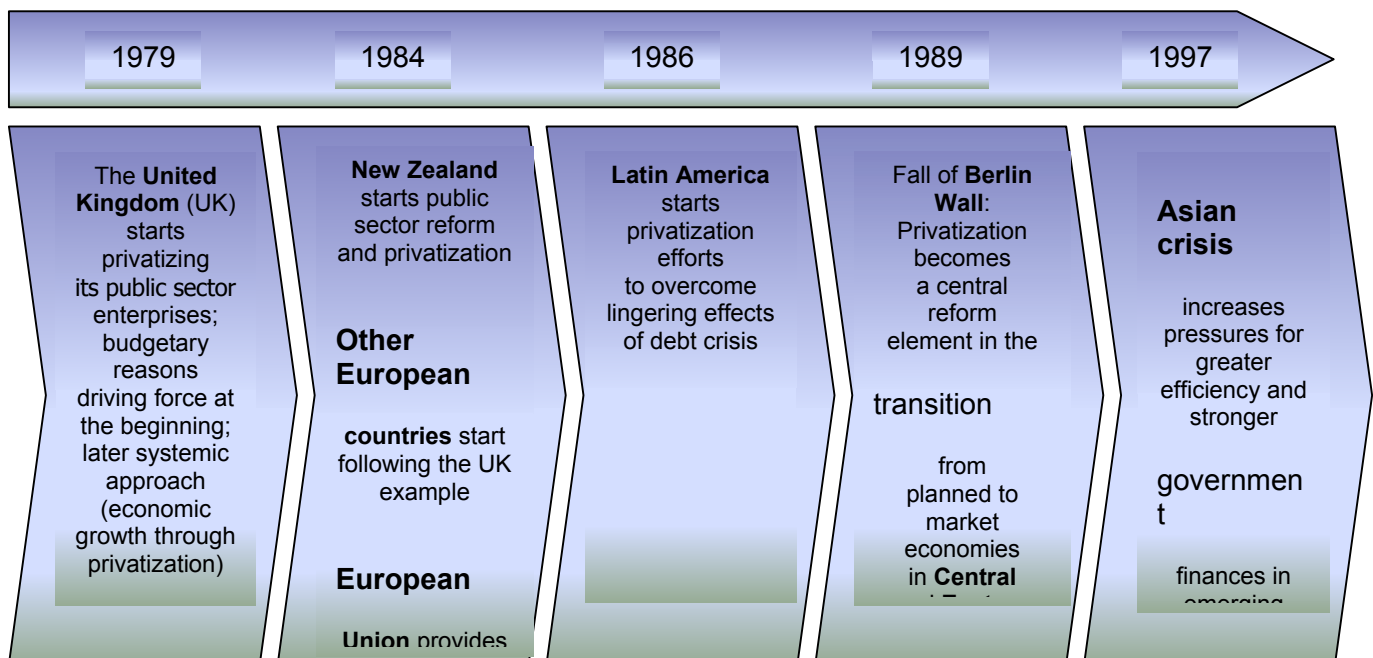 1979
1984
1986
1989
1997
The United
Kingdom (UK)
starts
privatizing
its public sector
enterprises;
budgetary
reasons
driving force at
the beginning;
later systemic
approach
(economic
growth through
privatization)
New Zealand
starts public
sector reform
and privatization
Other
European
countries start
following the UK
example
European
Union provides
Latin America
starts
privatization
efforts
to overcome
lingering effects
of debt crisis
Fall of Berlin
Wall:
Privatization
becomes
a central
reform
element in the
transition
from
planned to
market
economies
in Central
Asian
crisis
increases
pressures for
greater
efficiency and
stronger
governmen
t
finances in
emerging